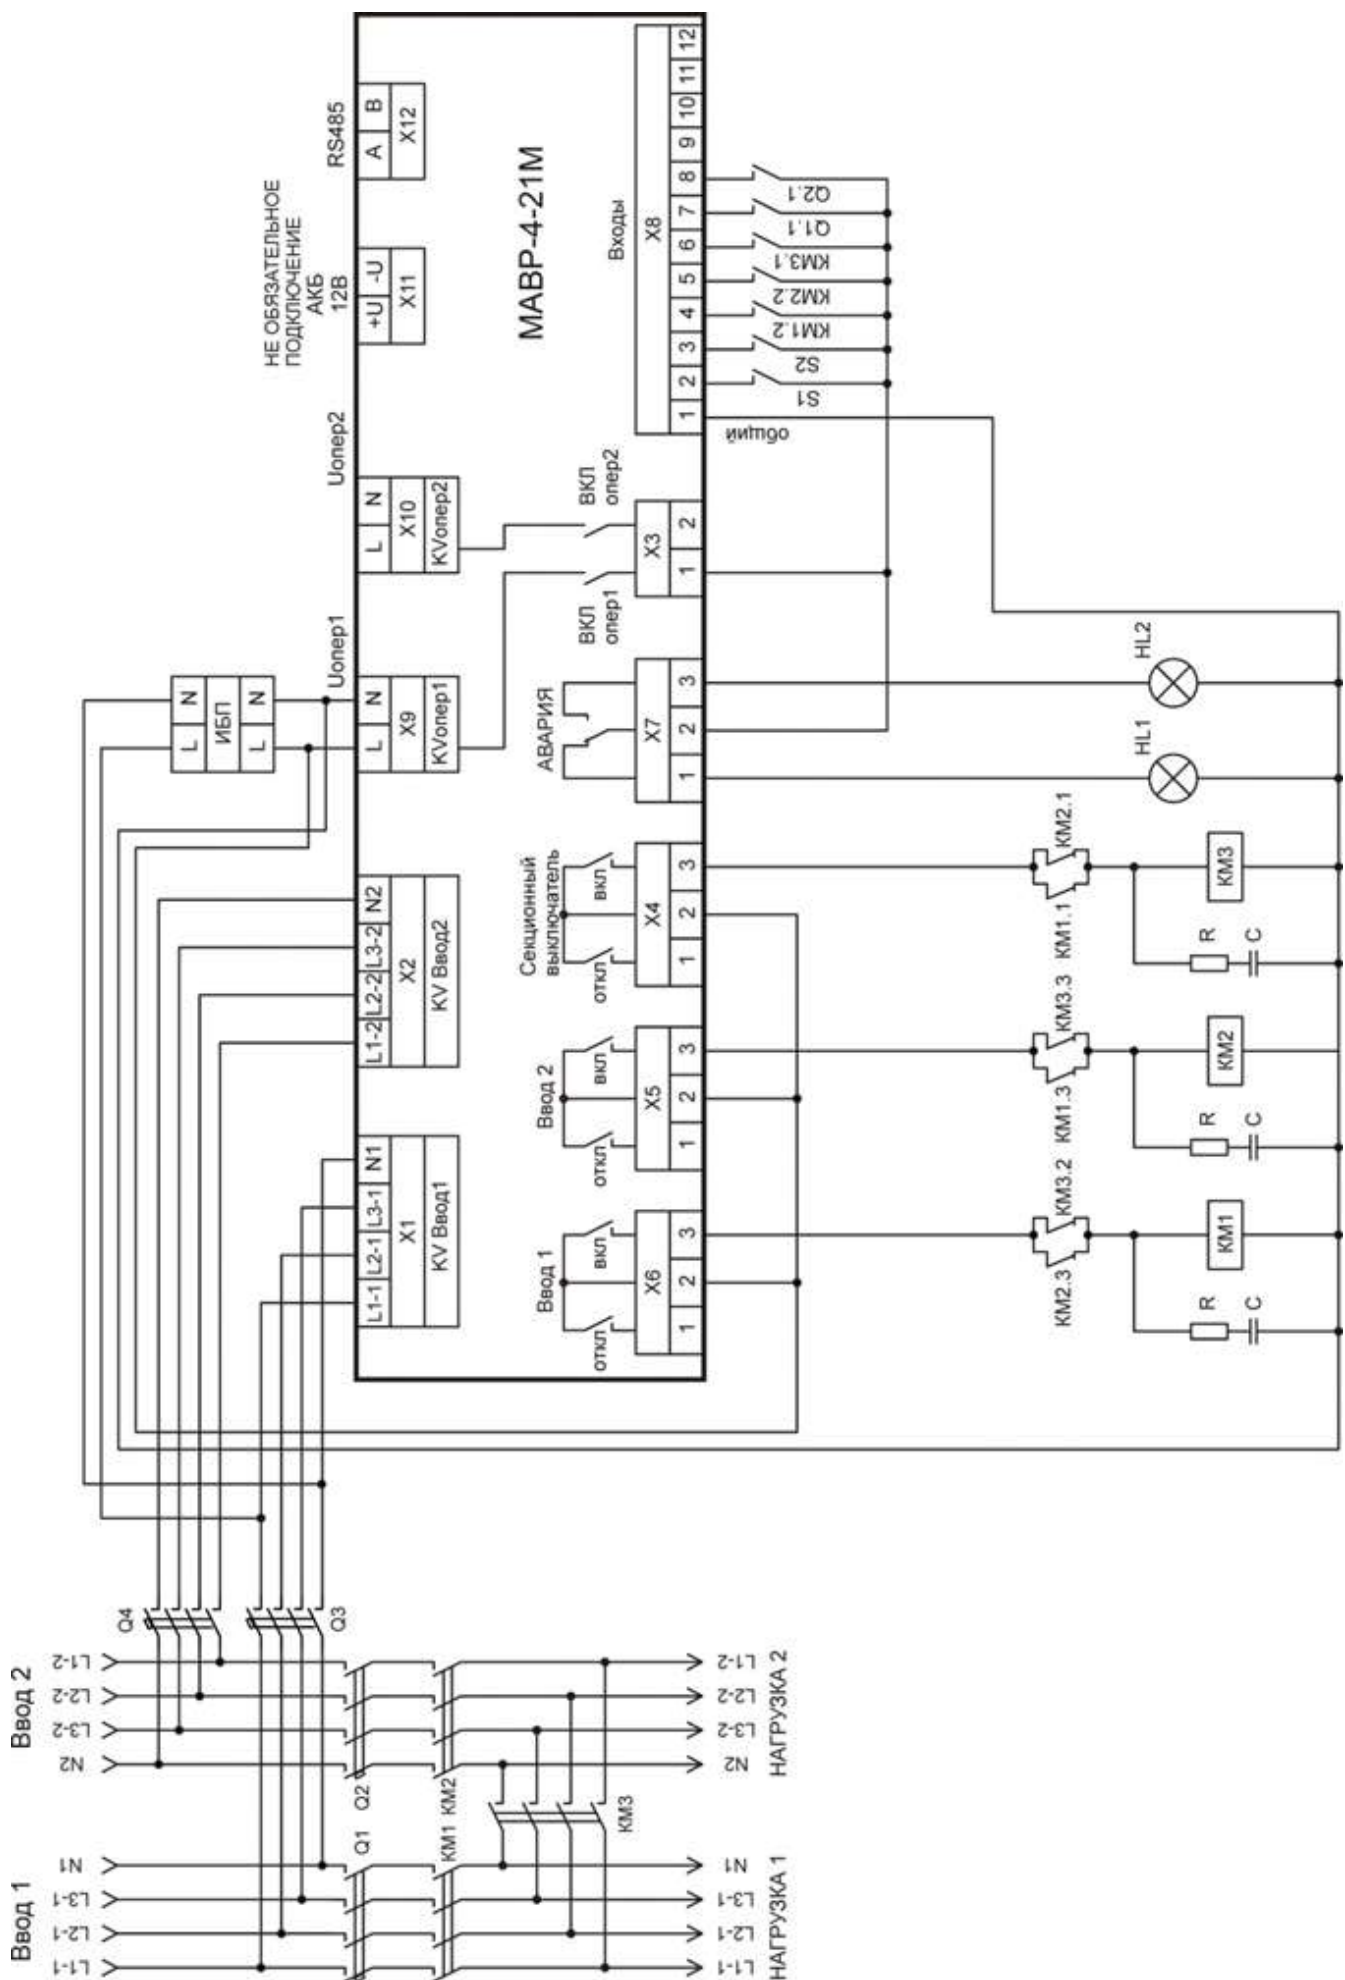 НЕ ОБЯЗАТЕЛЬНОЕ
ПОДКЛЮЧЕНИЕ
АКБ
12В
RS485
Uопер2
Uопер1
L N
ИБП
L N
A B
X12
+U -U
X11
L N
X10
KVопер2
L N
X9
KVопер1
L1-2 L2-2 L3-2 N2
X2
KV Ввод2
L1-1 L2-1 L3-1 N1
X1
KV Ввод1
МАВР-4-21М
Ввод 1
откл
вкл
X6
1 2 3
Ввод 2
откл
вкл
X5
1 2 3
Секционный
выключатель
откл
вкл
X4
1 2 3
АВАРИЯ
X7
1 2 3
ВКЛ
опер1
ВКЛ
опер2
X3
1 2
Входы
X8
1 2 3 4 5 6 7 8 9 10 11 12
общий
S1
S2
KM1.2
KM2.2
KM3.1
Q1.1
Q2.1
KM2.3
KM3.2
KM1.3
KM3.3
KM1.1
KM2.1
HL1
HL2
R
C
KM1
R
C
KM2
R
C
KM3
Q4
Q3
Ввод 1
L1-1
L2-1
L3-1
N1
Ввод 2
N2
L3-2
L2-2
L1-2
Q1
Q2
KM1
KM2
KM3
L1-1
L2-1
L3-1
N1
НАГРУЗКА 1
N2
L3-2
L2-2
L1-2
НАГРУЗКА 2